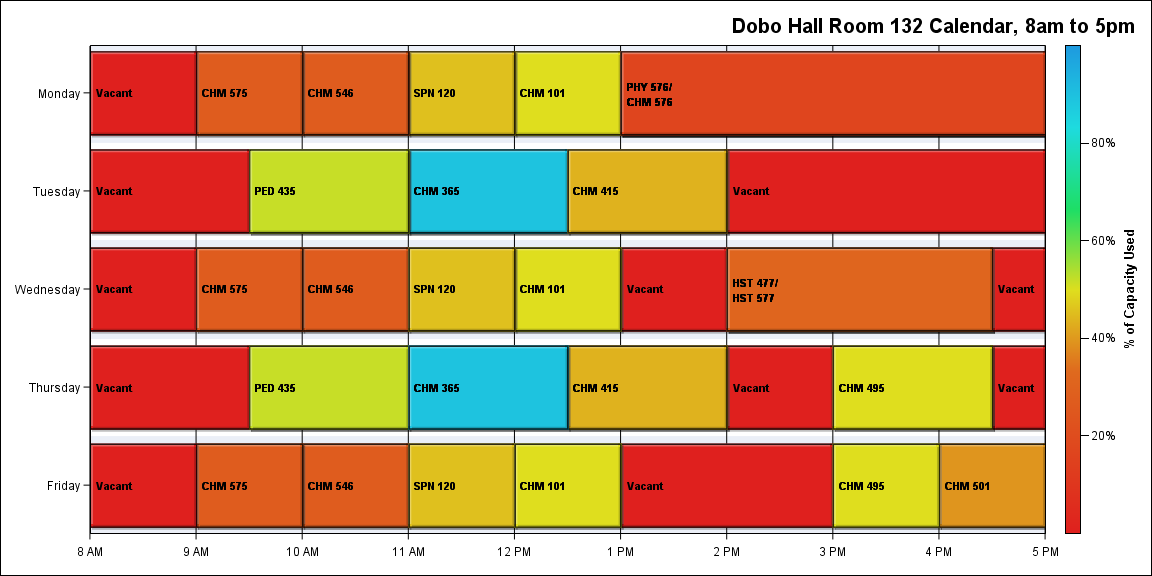 Dobo Hall Room 132 Calendar, 8am to 5pm
Monday
Vacant
CHM 575
CHM 546
SPN 120
CHM 101
PHY 576/
CHM 576
Tuesday
Vacant
PED 435
CHM 365
CHM 415
Vacant
Wednesday
Vacant
CHM 575
CHM 546
SPN 120
CHM 101
Vacant
HST 477/
HST 577
Vacant
Thursday
Vacant
PED 435
CHM 365
CHM 415
Vacant
CHM 495
Vacant
Friday
Vacant
CHM 575
CHM 546
SPN 120
CHM 101
Vacant
CHM 495
CHM 501
8 AM
9 AM
10 AM
11 AM
12 PM
1 PM
2 PM
3 PM
4 PM
5 PM
80%
60%
40%
20%
% of Capacity Used